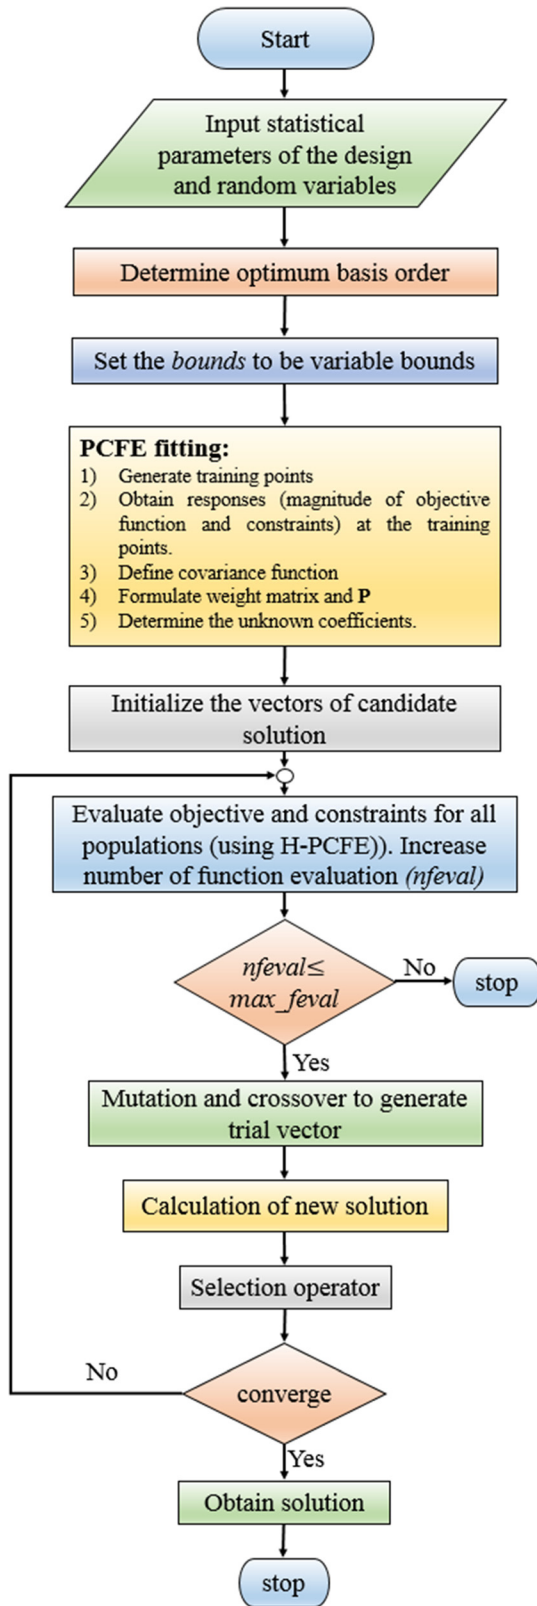 Start
Input statistical
parameters of the design
and random variables
Determine optimum basis order
Set the bounds to be variable bounds
PCFE fitting:
1) Generate training points
2) Obtain responses (magnitude of objective
function and constraints) at the training
points.
3) Define covariance function
4) Formulate weight matrix and P
5) Determine the unknown coefficients.
Initialize the vectors of candidate
solution
Evaluate objective and constraints for all
populations (using H-PCFE)). Increase
number of function evaluation (nfeval)
nfeval≤
max_feval
No
stop
Yes
Mutation and crossover to generate
trial vector
Calculation of new solution
Selection operator
No
converge
Yes
Obtain solution
stop